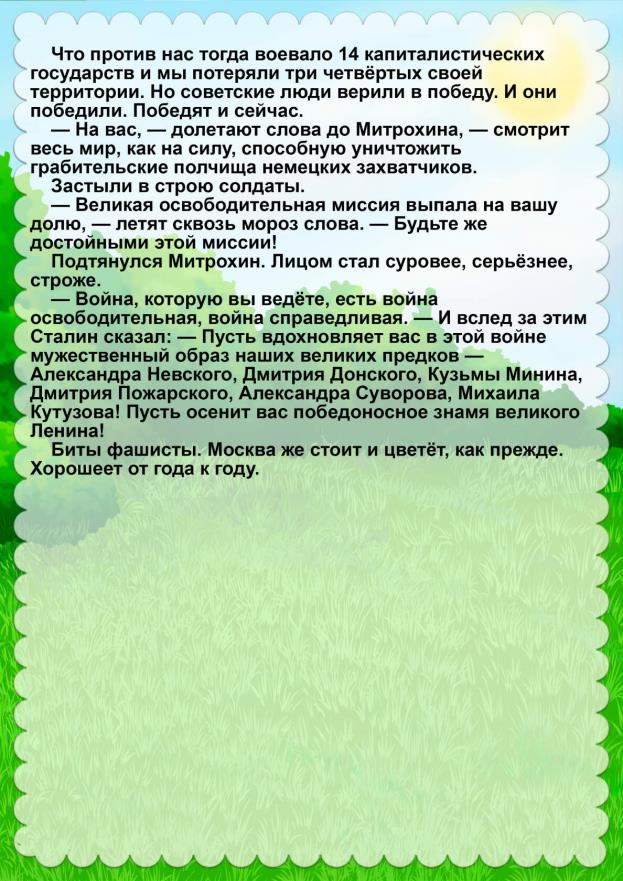 Что против нас тогда воевало 14 капиталистических
государств и мы потеряли три четвёртых своей
территории. Но советские люди верили в победу. И они
победили. Победят и сейчас.
— На вас, — долетают слова до Митрохина, — смотрит
весь мир, как на силу, способную уничтожить
грабительские полчища немецких захватчиков.
Застыли в строю солдаты.
— Великая освободительная миссия выпала на вашу
долю, — летят сквозь мороз слова. — Будьте же
достойными этой миссии!
Подтянулся Митрохин. Лицом стал суровее, серьёзнее,
строже.
— Война, которую вы ведёте, есть война
освободительная, война справедливая. — И вслед за этим
Сталин сказал: — Пусть вдохновляет вас в этой войне
мужественный образ наших великих предков —
Александра Невского, Дмитрия Донского, Кузьмы Минина,
Дмитрия Пожарского, Александра Суворова, Михаила
Кутузова! Пусть осенит вас победоносное знамя великого
Ленина!
Биты фашисты. Москва же стоит и цветёт, как прежде.
Хорошеет от года к году.